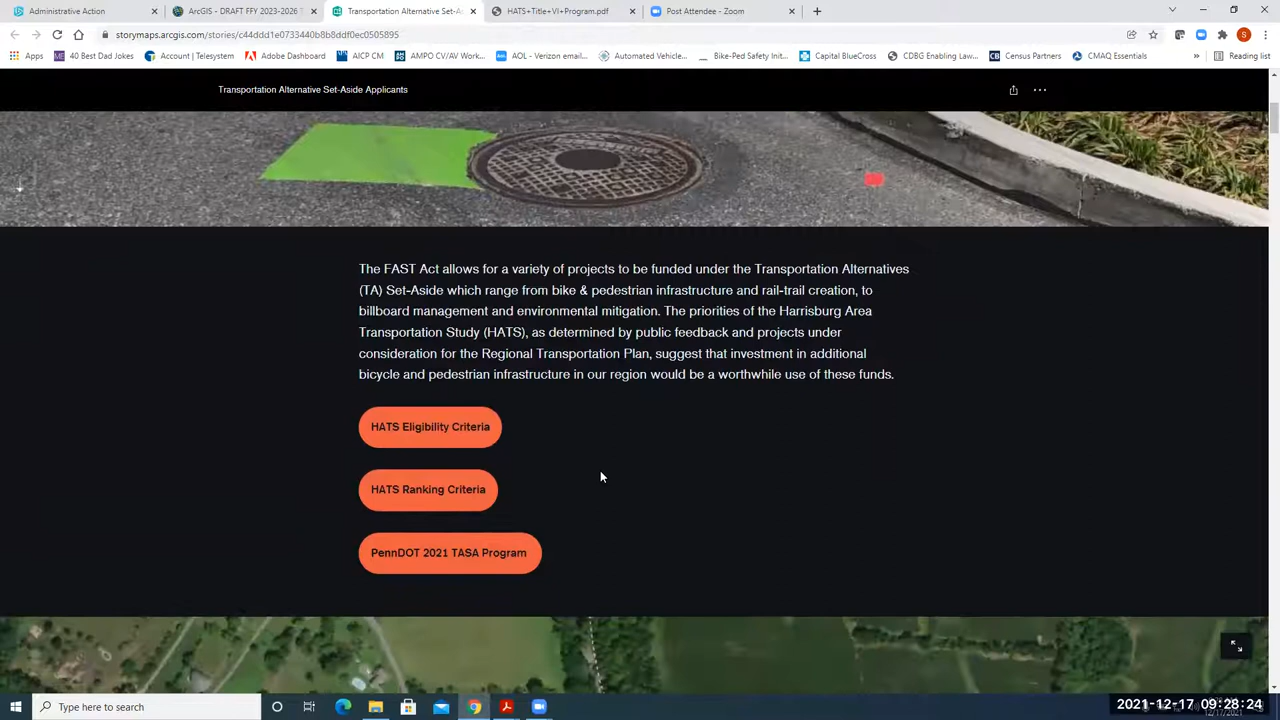 Administrative Action
ArcGIS - DRAFT FFY 2023-2026 T
Transportation Alternative Set-A
HATS+Title+VI+Program.pdf
Post Attendee - Zoom
storymaps.arcgis.com/stories/c44ddd1e0733440b8b8ddf0ec0505895
S
Apps
40 Best Dad Jokes
Account | Telesystem
Adobe Dashboard
AICP CM
AMPO CV/AV Work...
AOL - Verizon email...
Automated Vehicle...
Bike-Ped Safety Init...
Capital BlueCross
CDBG Enabling Law...
Census Partners
CMAQ Essentials
»
Reading list
Transportation Alternative Set-Aside Applicants
The FAST Act allows for a variety of projects to be funded under the Transportation Alternatives
(TA) Set-Aside which range from bike & pedestrian infrastructure and rail-trail creation, to
billboard management and environmental mitigation. The priorities of the Harrisburg Area
Transportation Study (HATS), as determined by public feedback and projects under
consideration for the Regional Transportation Plan, suggest that investment in additional
bicycle and pedestrian infrastructure in our region would be a worthwhile use of these funds.
HATS Eligibility Criteria
HATS Ranking Criteria
PennDOT 2021 TASA Program
Type here to search
2021-12-17 09:28:24